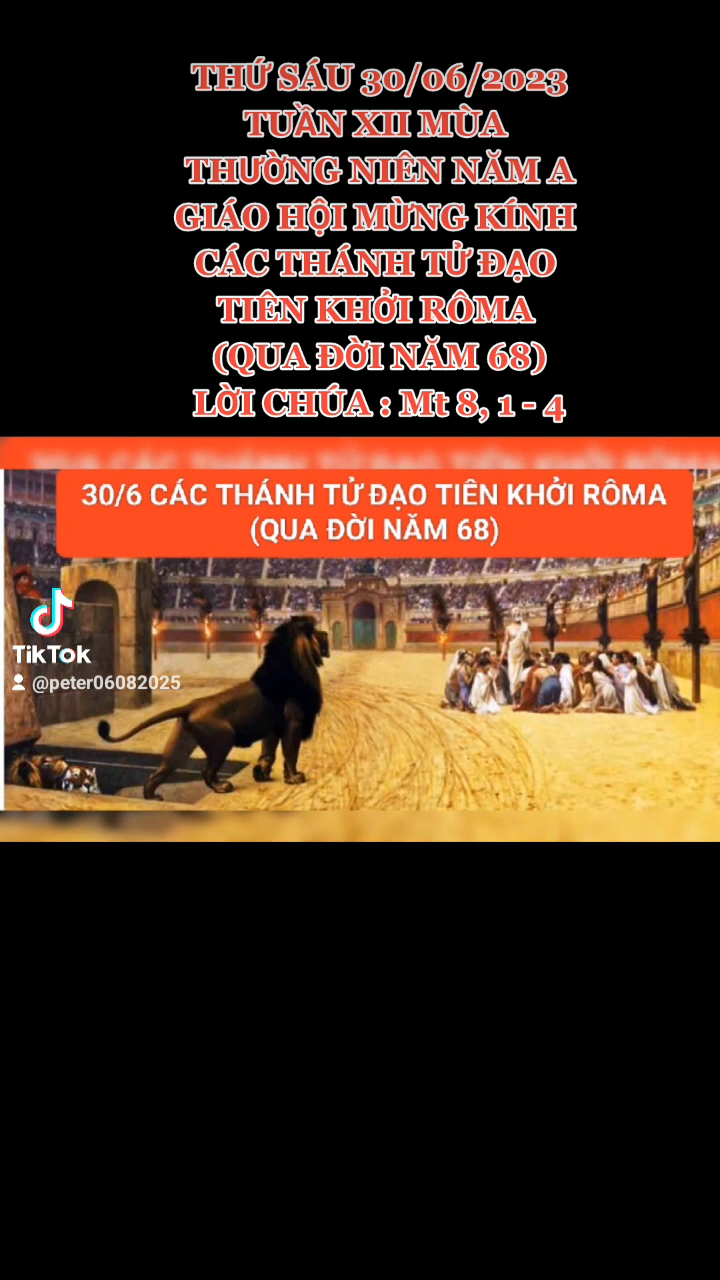 THỨ SÁU 30/06/2023
TUẦN XII MÙA
THƯỜNG NIÊN NĂM A
GIÁO HỘI MỪNG KÍNH
CÁC THÁNH TỬ ĐẠO
TIÊN KHỞI RÔMA
(QUA ĐỜI NĂM 68)
LỜI CHÚA : Mt 8, 1 - 4
30/6 CÁC THÁNH TỬ ĐẠO TIÊN KHỞI RÔMA
(QUA ĐỜI NĂM 68)
TikTok
@peter06082025